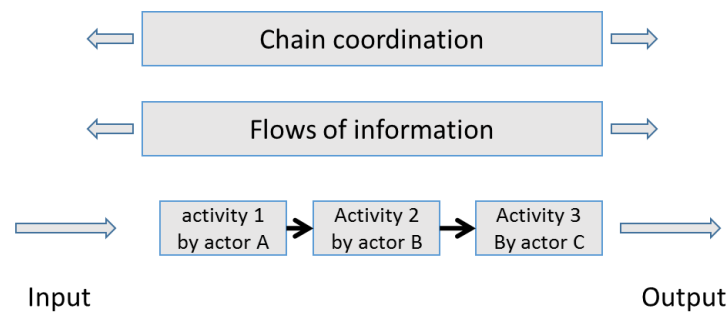 Chain coordination
Flows of information
activity 1
by actor A
Activity 2
by actor B
Activity 3
By actor C
Input
Output